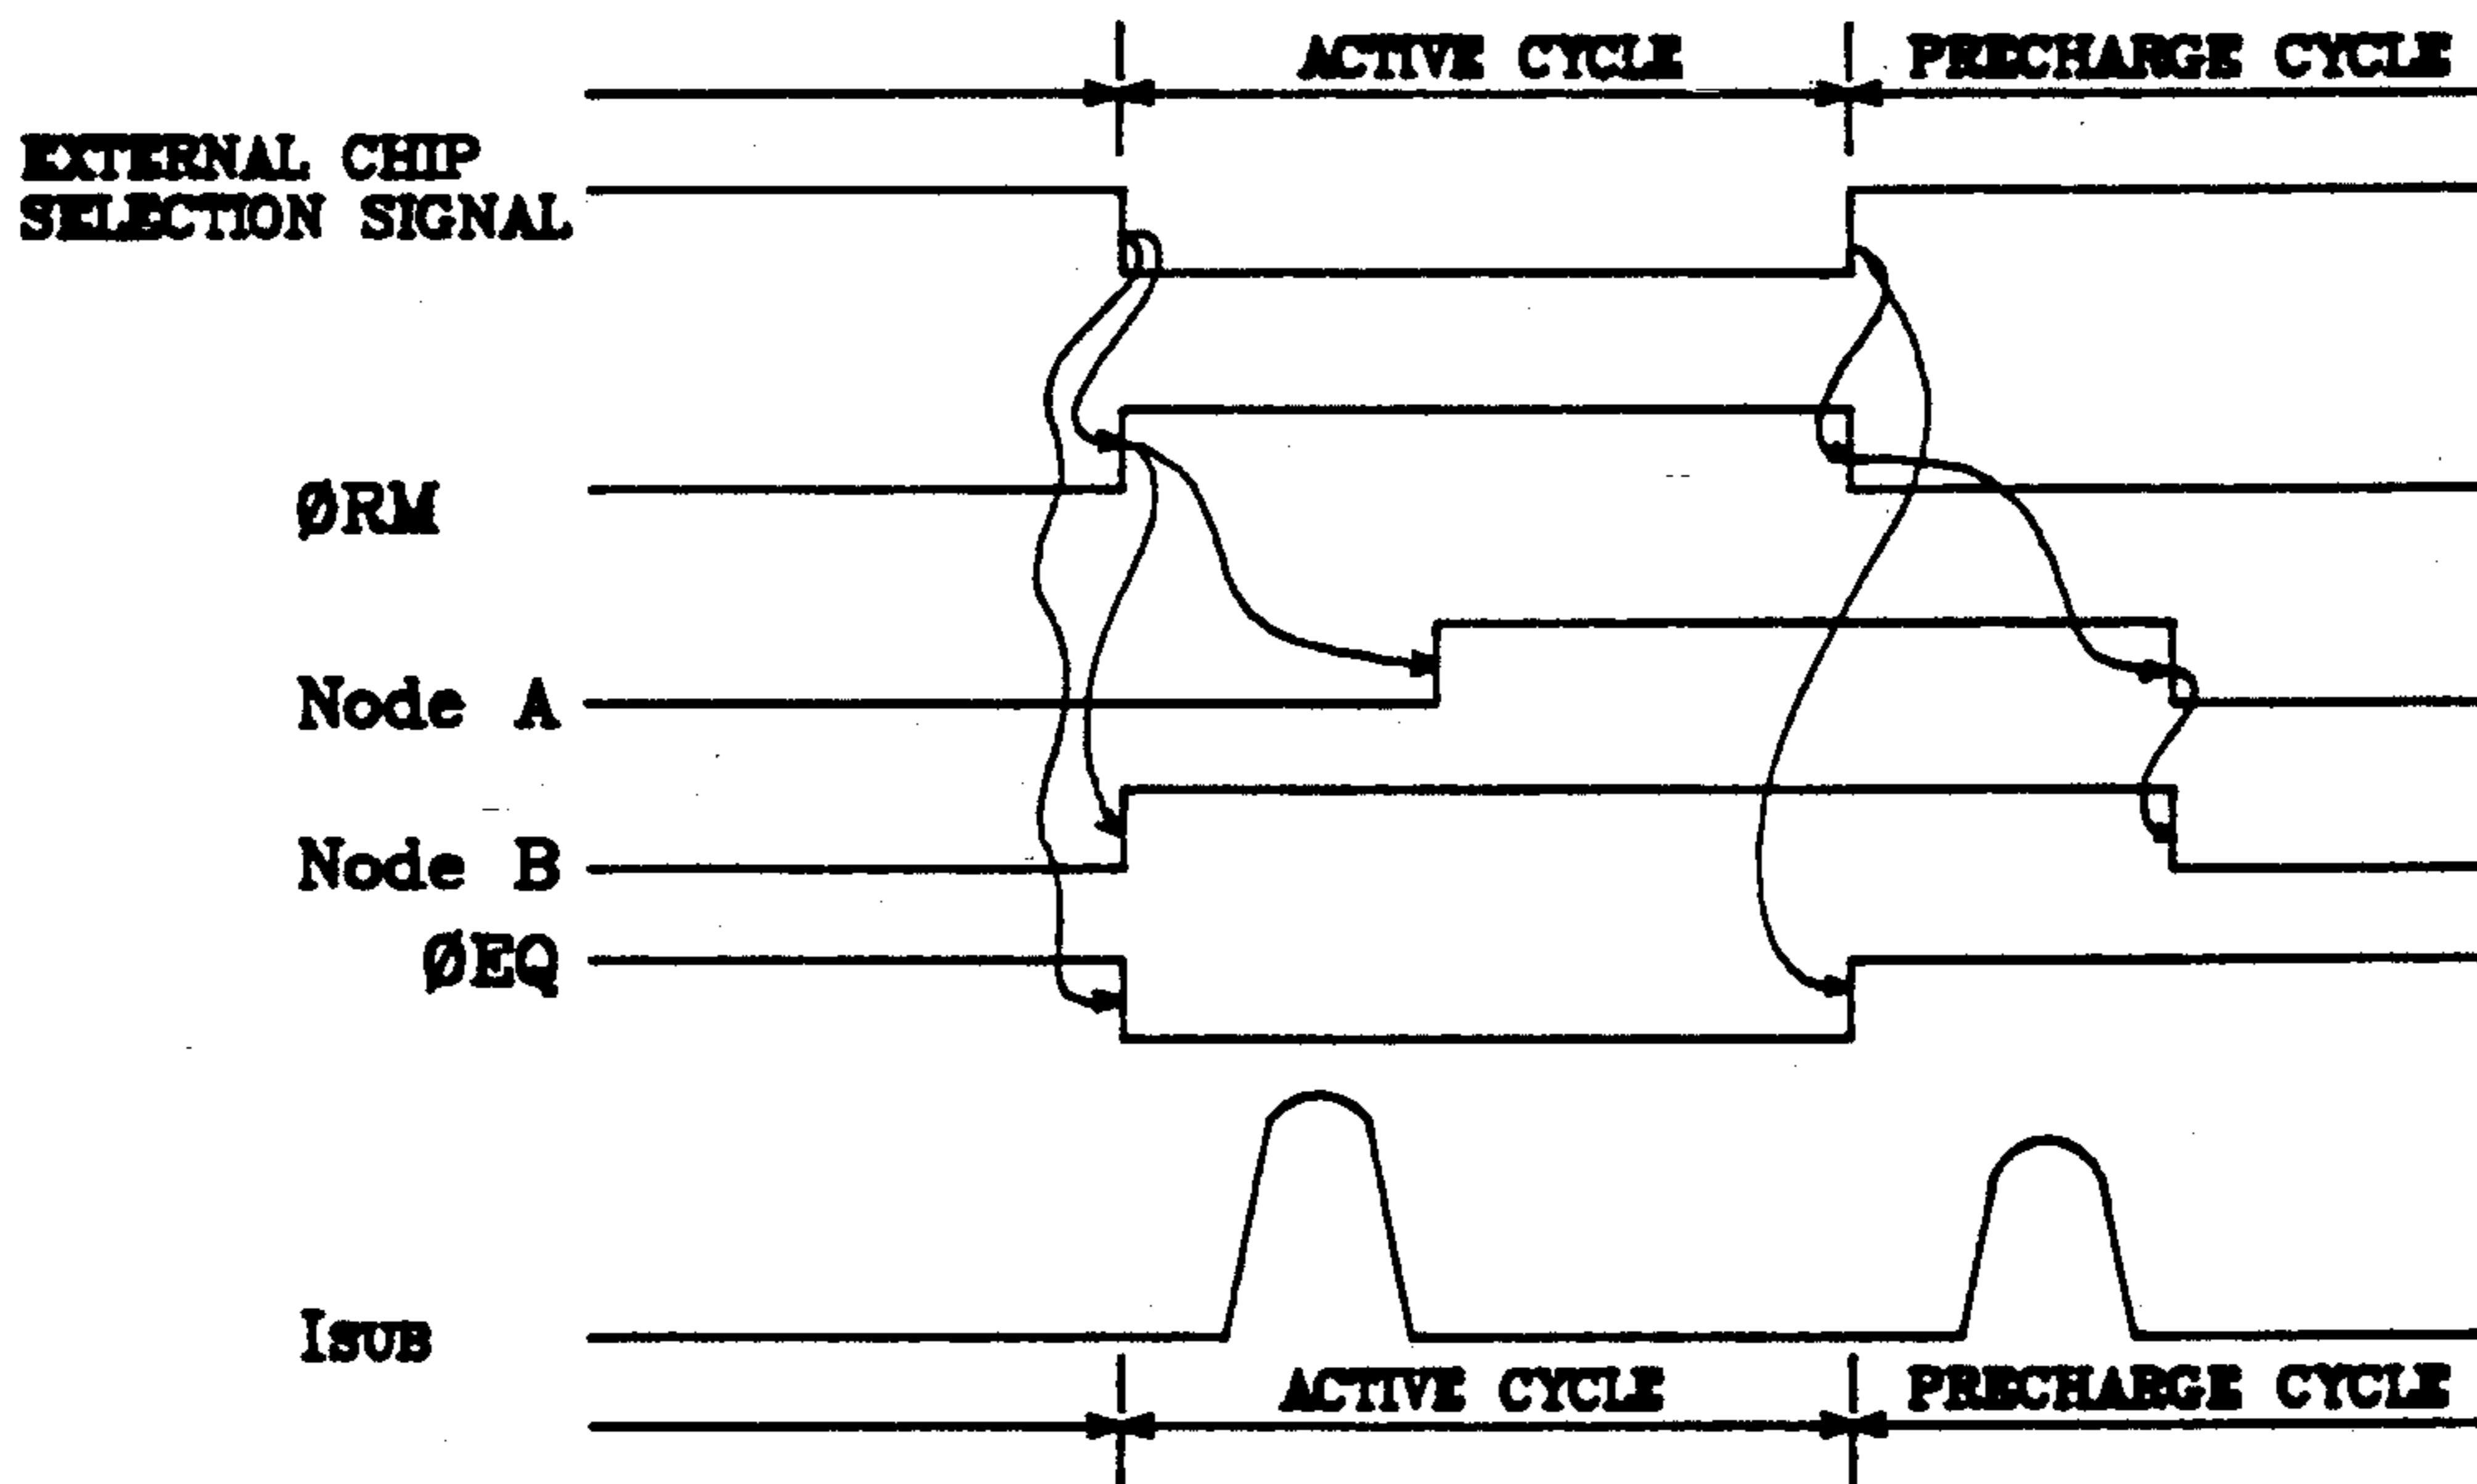 ACTIVE CYCLE
PRECHARGE CYCLE
EXTERNAL CHIP
SELECTION SIGNAL
ØRM
Node A
Node B
ØEQ
ISUB
ACTIVE CYCLE
PRECHARGE CYCLE